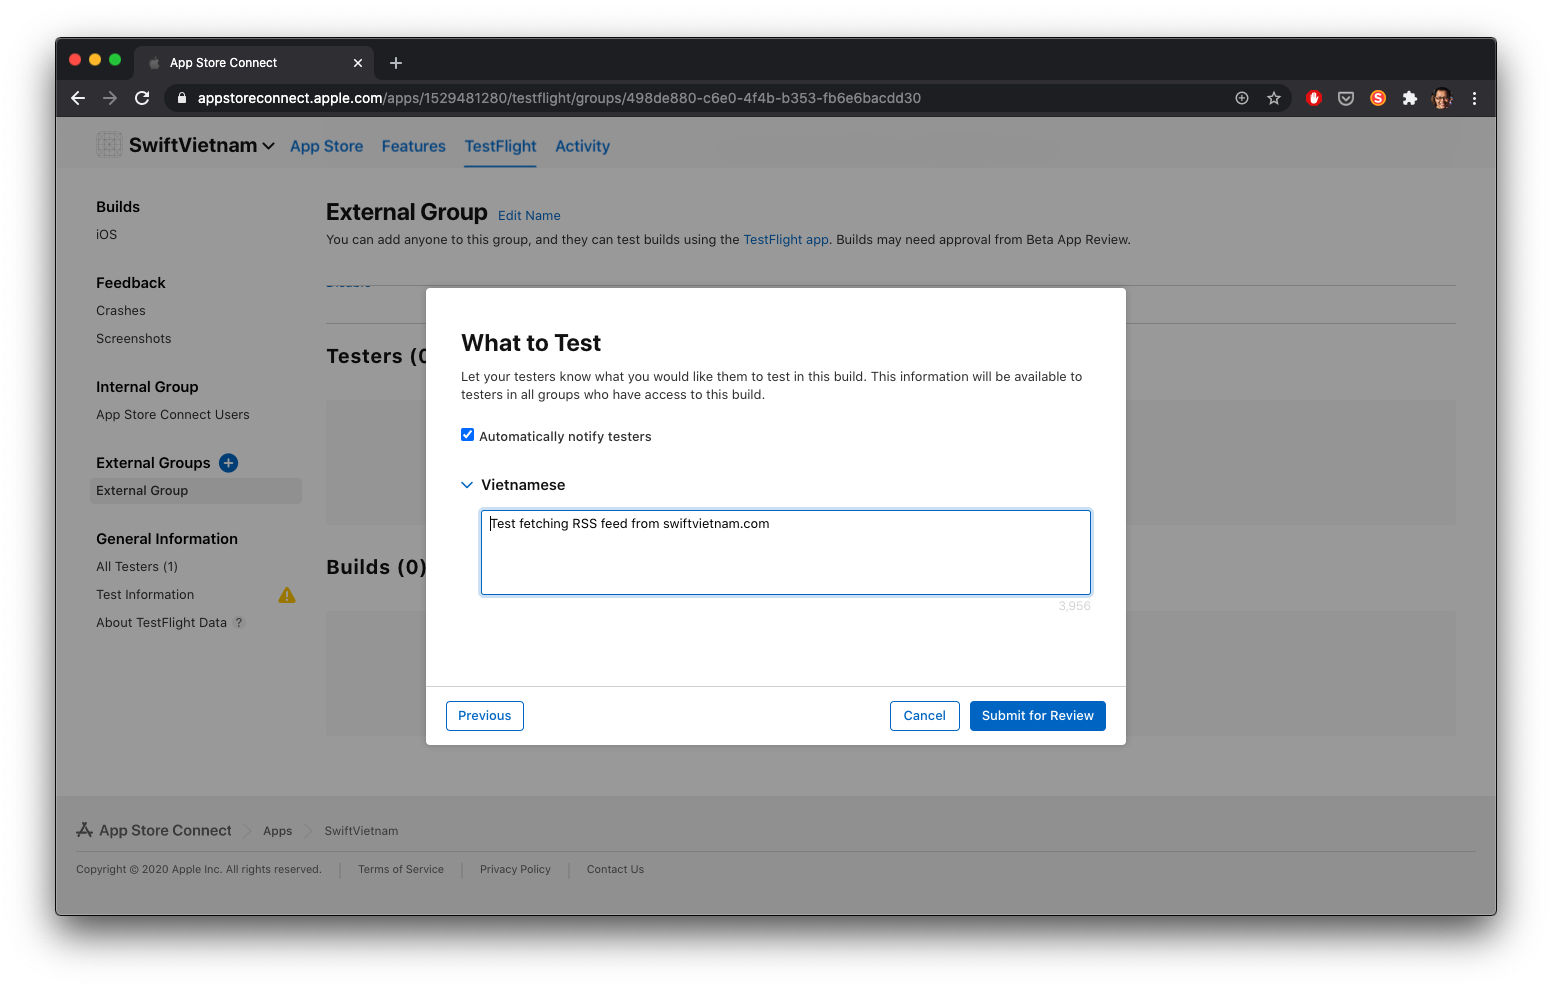 App Store Connect
appstoreconnect.apple.com/apps/1529481280/testflight/groups/498de880-c6e0-4f4b-b353-fb6e6bacdd30
SwiftVietnam App Store Features TestFlight Activity
Builds
iOS
Feedback
Crashes
Screenshots
Internal Group
App Store Connect Users
External Groups
External Group
General Information
All Testers (1)
Test Information
About TestFlight Data ?
External Group Edit Name
You can add anyone to this group, and they can test builds using the TestFlight app. Builds may need approval from Beta App Review.
Testers (0
Builds (0)
What to Test
Let your testers know what you would like them to test in this build. This information will be available to
testers in all groups who have access to this build.
Automatically notify testers
Vietnamese
Test fetching RSS feed from swiftvietnam.com
3,956
Previous Cancel Submit for Review
App Store Connect Apps SwiftVietnam
Copyright © 2020 Apple Inc. All rights reserved. Terms of Service Privacy Policy Contact Us